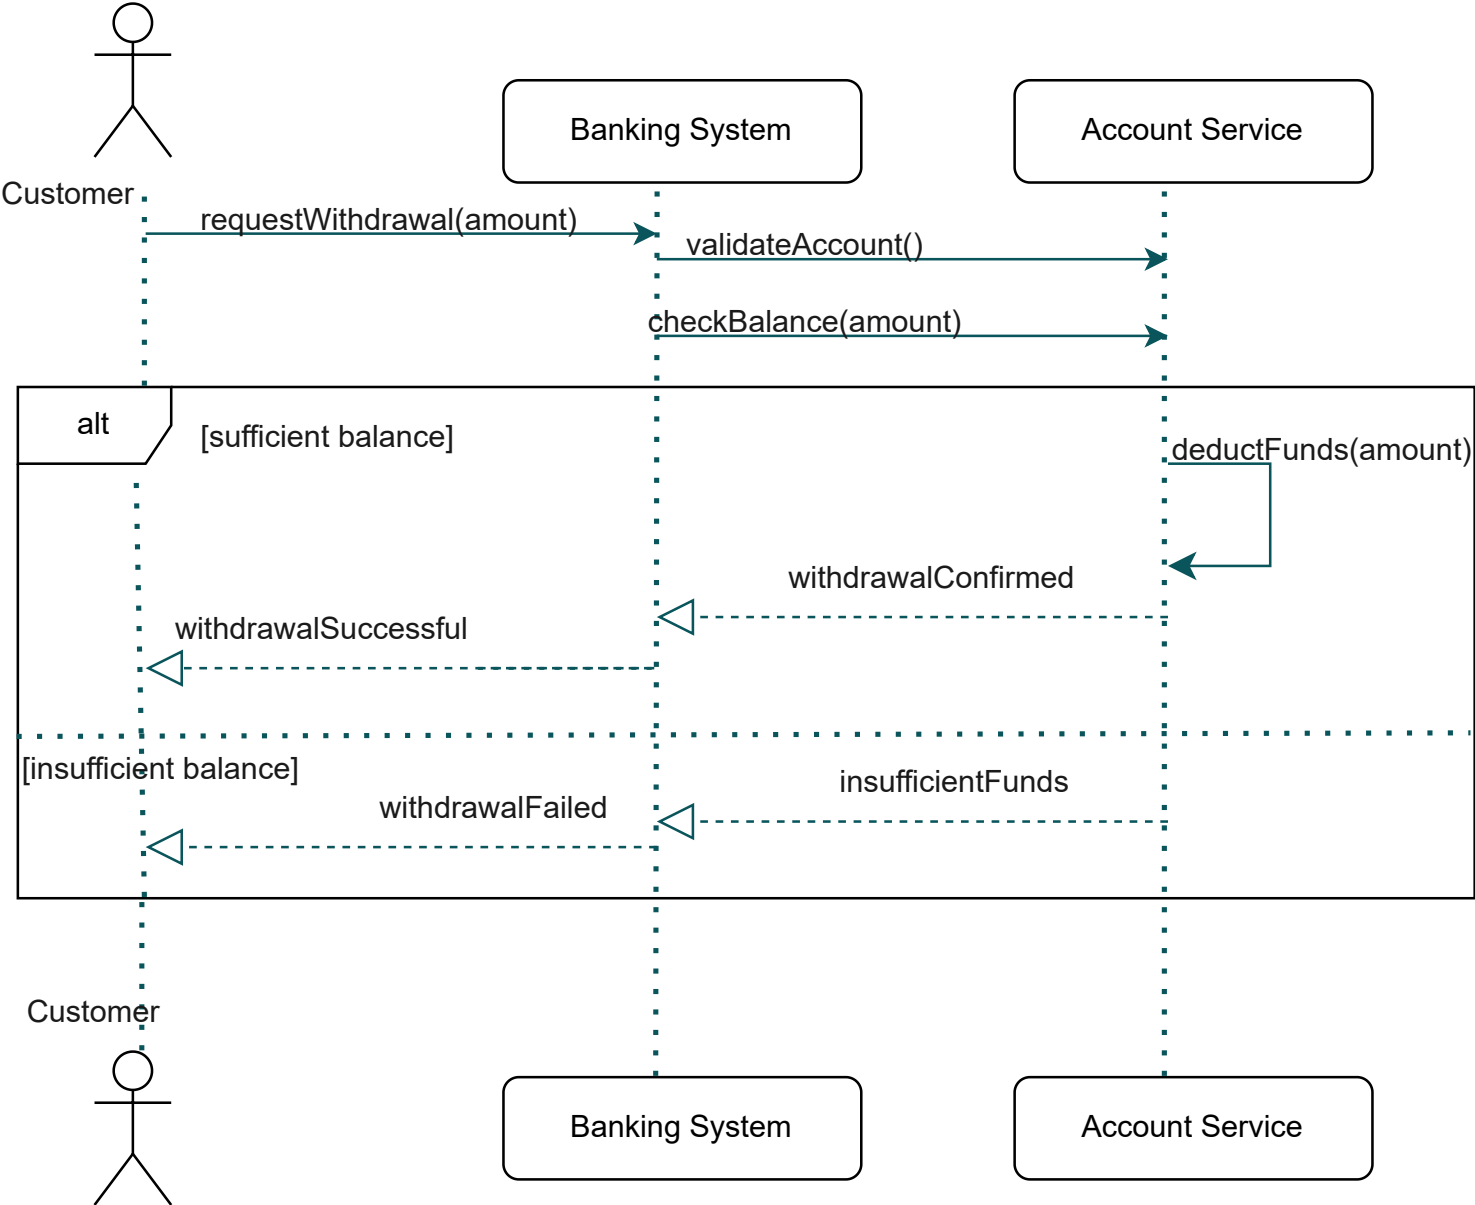 Banking System
Account Service
Customer
requestWithdrawal(amount)
validateAccount()
checkBalance(amount)
alt
[sufficient balance]
deductFunds(amount)
withdrawalConfirmed
withdrawalSuccessful
[insufficient balance]
insufficientFunds
withdrawalFailed
Customer
Banking System
Account Service